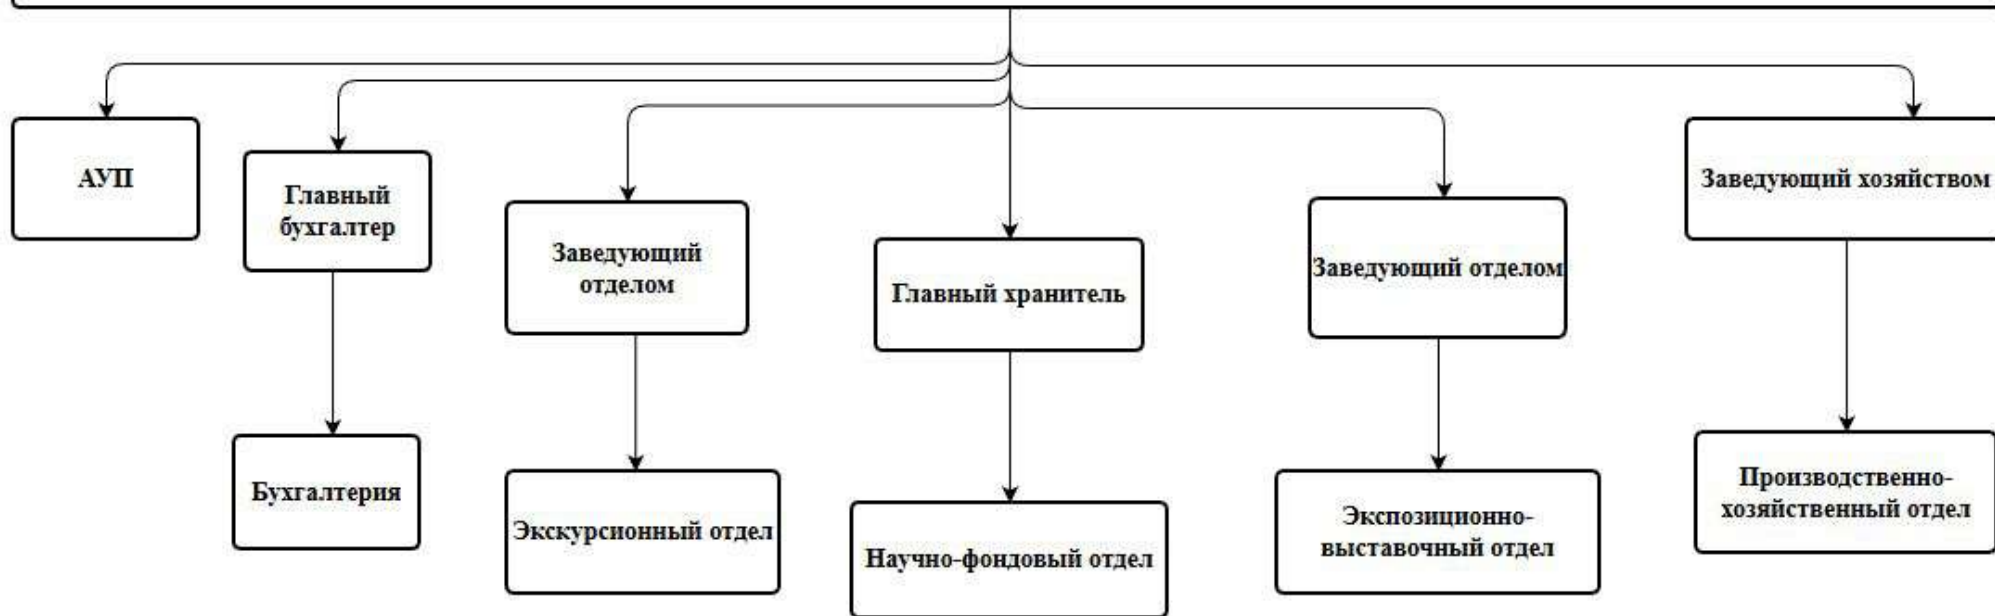 АУП
Главный
бухгалтер
Заведующий
отделом
Главный хранитель
Заведующий отделом
Заведующий хозяйством
Бухгалтерия
Экскурсионный отдел
Научно-фондовый отдел
Экспозиционно-
выставочный отдел
Производственно-
хозяйственный отдел